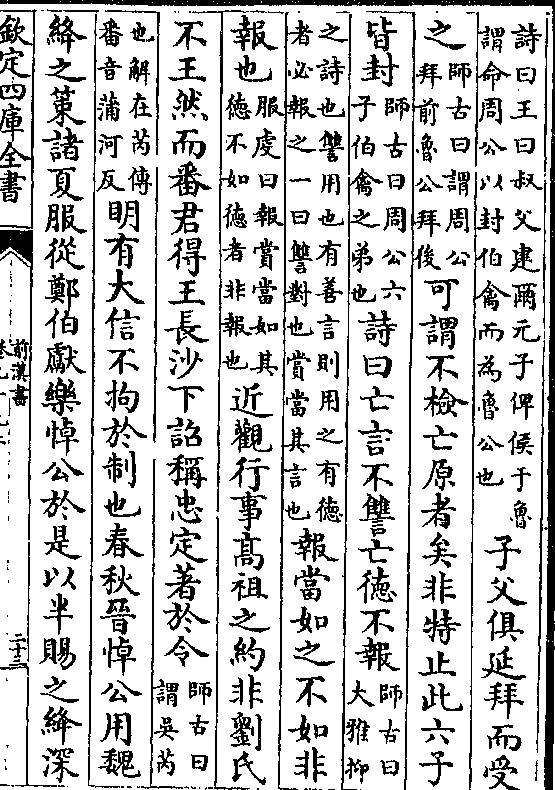 詩曰王曰叔父建爾元子俾侯于魯
謂命周公以封伯禽而為魯公也
子父俱延拜而受
之
師古曰謂周公
拜前魯公拜後
可謂不檢亡原者矣非特止此六子
皆封
師古曰周公六
子伯禽之弟也
詩曰亡言不讐亡德不報
師古曰
大雅抑
之詩也讐用也有善言則用之有德
者必報之一曰讐對也賞當其言也
報當如之不如非
報也
服虔曰報賞當如其
德不如德者非報也
近觀行事高祖之約非劉氏
不王然而番君得王長沙下詔稱忠定著於令
師古曰
謂吳芮
也解在芮傳
番音蒲河反
明有大信不拘於制也春秋晉悼公用魏
絳之策諸夏服從鄭伯獻樂悼公於是以半賜之絳深
欽定四庫全書
前漢書
二十三